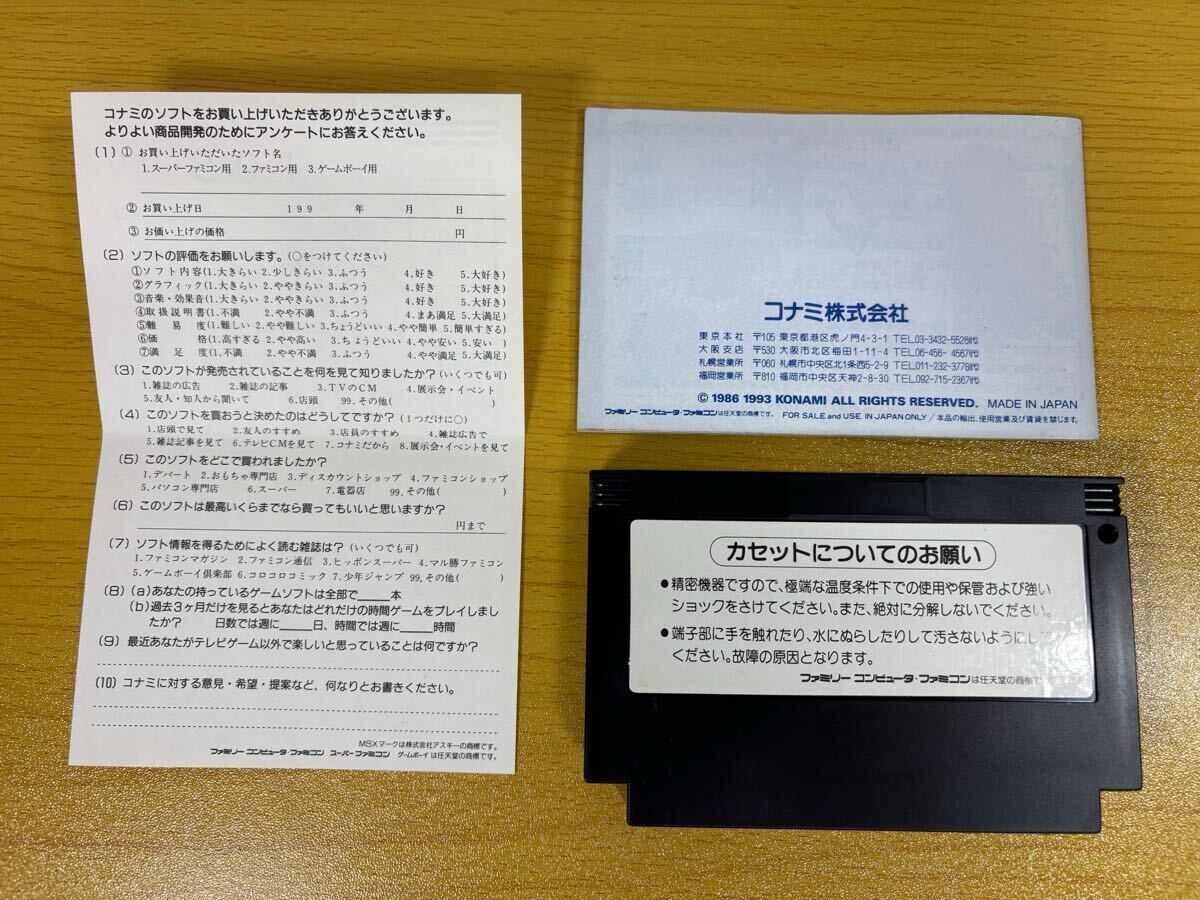 コナミのソフトをお買い上げいただきありがとうございます。
よりよい商品開発のためにアンケートにお答えください。
(1) ① お買い上げいただいたソフト名
1.スーパーファミコン用 2.ファミコン用 3.ゲームボーイ用
② お買い上げ日 199 年 月 日
③ お価い上げの価格 円
(2) ソフトの評価をお願いします。(○をつけてください)
①ソフト内容(1.大きらい 2.少しきらい 3.ふつう 4.好き 5.大好き)
②グラフィック(1.大きらい 2.ややきらい 3.ふつう 4.好き 5.大好き)
③音楽・効果音(1.大きらい 2.ややきらい 3.ふつう 4.好き 5.大好き)
④取扱説明書(1.不満 2.やや不満 3.ふつう 4.まあ満足 5.大満足)
⑤難易度(1.難しい 2.やや難しい 3.ちょうどいい 4.やや簡単 5.簡単すぎる)
⑥価格(1.高すぎる 2.やや高い 3.ちょうどいい 4.やや安い 5.安い)
⑦満足度(1.不満 2.やや不満 3.ふつう 4.やや満足 5.大満足)
(3) このソフトが発売されていることを何を見て知りましたか?(いくつでも可)
1.雑誌の広告 2.雑誌の記事 3.TVのCM 4.展示会・イベント
5.友人・知人から聞いて 6.店頭 99.その他( )
(4) このソフトを買おうと決めたのはどうしてですか?(1つだけに○)
1.店頭で見て 2.友人のすすめ 3.店員のすすめ 4.雑誌広告で
5.雑誌記事を見て 6.テレビCMを見て 7.コナミだから 8.展示会・イベントを見て
(5) このソフトをどこで買われましたか?
1.デパート 2.おもちゃ専門店 3.ディスカウントショップ 4.ファミコンショップ
5.パソコン専門店 6.スーパー 7.電器店 99.その他( )
(6) このソフトは最高いくらまでなら買ってもいいと思いますか?
円まで
(7) ソフト情報を得るためによく読む雑誌は?(いくつでも可)
1.ファミコンマガジン 2.ファミコン通信 3.ヒッポンスーパー 4.マル勝ファミコン
5.ゲームボーイ倶楽部 6.コロコロコミック 7.少年ジャンプ 99.その他( )
(8) (a)あなたの持っているゲームソフトは全部で____本
(b)過去3ヶ月だけを見るとあなたはどれだけの時間ゲームをプレイしまし
たか? 日数では週に____日、時間では週に____時間
(9) 最近あなたがテレビゲーム以外で楽しいと思っていることは何ですか?
(10) コナミに対する意見・希望・提案など、何なりとお書きください。
MSXマークは株式会社アスキーの商標です。
ファミリーコンピュータ・ファミコン スーパーファミコン ゲームボーイは任天堂の商標です。
コナミ株式会社
東京本社 〒105 東京都港区虎ノ門4-3-1 TEL.03-3432-5526㈹
大阪支店 〒530 大阪市北区梅田1-11-4 TEL.06-456-4567㈹
札幌営業所 〒060 札幌市中央区北1条西5-2-9 TEL.011-232-3778㈹
福岡営業所 〒810 福岡市中央区天神2-8-30 TEL.092-715-2367㈹
© 1986 1993 KONAMI ALL RIGHTS RESERVED. MADE IN JAPAN
ファミリーコンピュータ・ファミコンは任天堂の商標です。 FOR SALE and USE IN JAPAN ONLY / 本品の輸出、使用営業及び賃貸を禁じます。
カセットについてのお願い
●精密機器ですので、極端な温度条件下での使用や保管および強い
ショックをさけてください。また、絶対に分解しないでください。
●端子部に手を触れたり、水にぬらしたりして汚さないようにして
ください。故障の原因となります。
ファミリーコンピュータ・ファミコンは任天堂の商標で